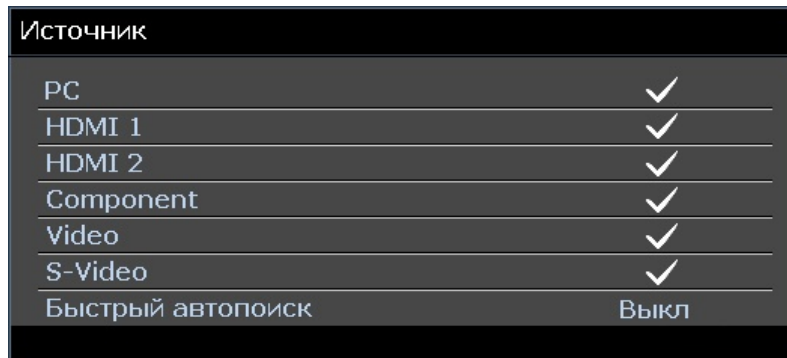 Источник
PC
HDMI 1
HDMI 2
Component
Video
S-Video
Быстрый автопоиск Выкл